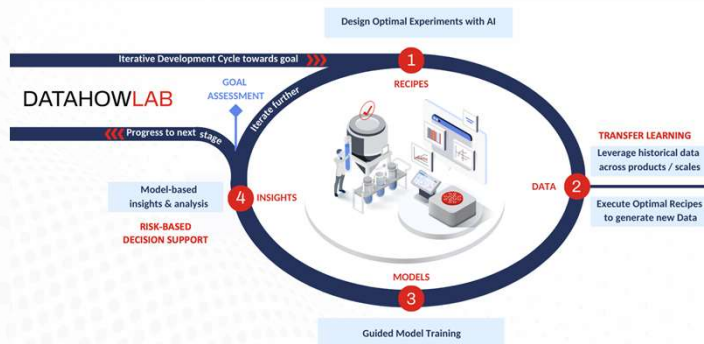 Design Optimal Experiments with AI
Iterative Development Cycle towards goal
1
RECIPES
GOAL
ASSESSMENT
Iterate further
DATAHOWLAB
Progress to next stage
TRANSFER LEARNING
Leverage historical data
across products / scales
DATA
2
Execute Optimal Recipes
to generate new Data
Model-based
insights & analysis
4
INSIGHTS
RISK-BASED
DECISION SUPPORT
MODELS
3
Guided Model Training